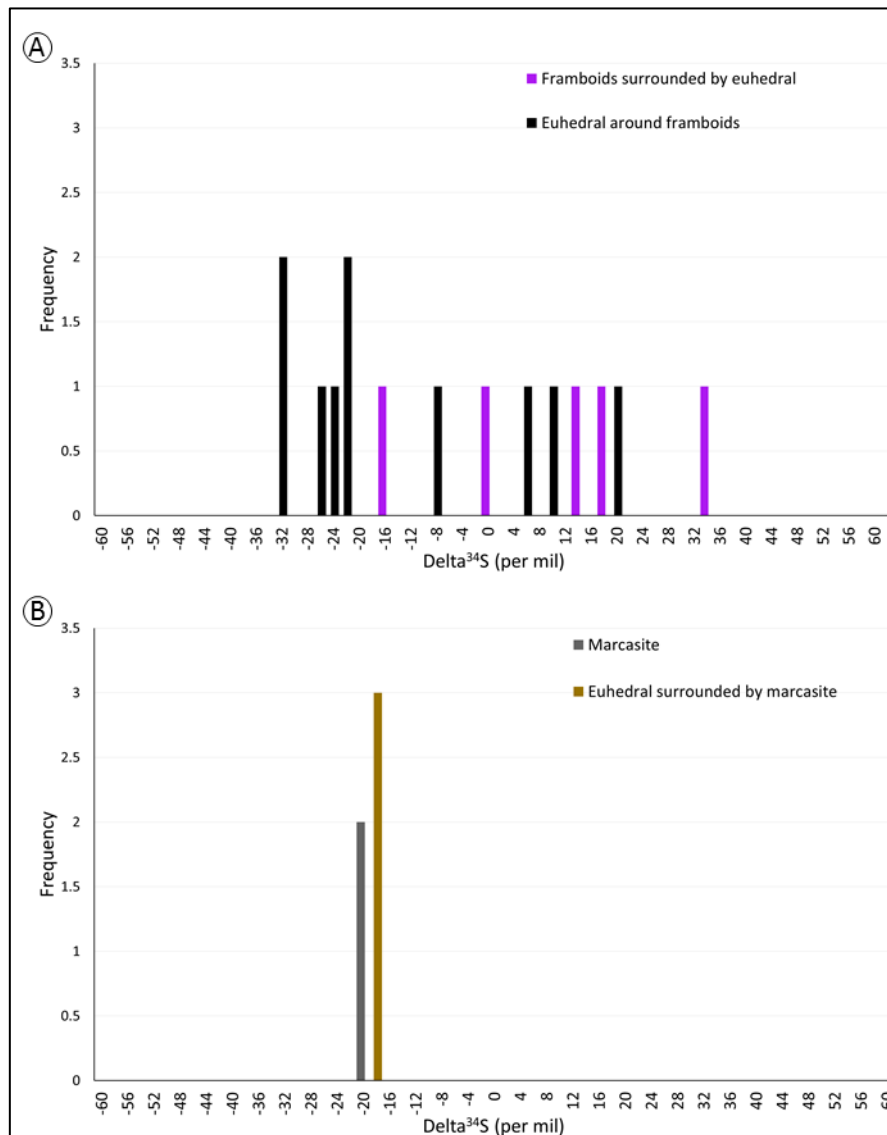 A
3.5
3
2.5
2
1.5
1
0.5
0
Frequency
Framboids surrounded by euhedral
Euhedral around framboids
-60 -56 -52 -48 -44 -40 -36 -32 -28 -24 -20 -16 -12 -8 -4 0 4 8 12 16 20 24 28 32 36 40 44 48 52 56 60
Delta³⁴S (per mil)
B
3.5
3
2.5
2
1.5
1
0.5
0
Frequency
Marcasite
Euhedral surrounded by marcasite
-60 -56 -52 -48 -44 -40 -36 -32 -28 -24 -20 -16 -12 -8 -4 0 4 8 12 16 20 24 28 32 36 40 44 48 52 56 60
Delta³⁴S (per mil)